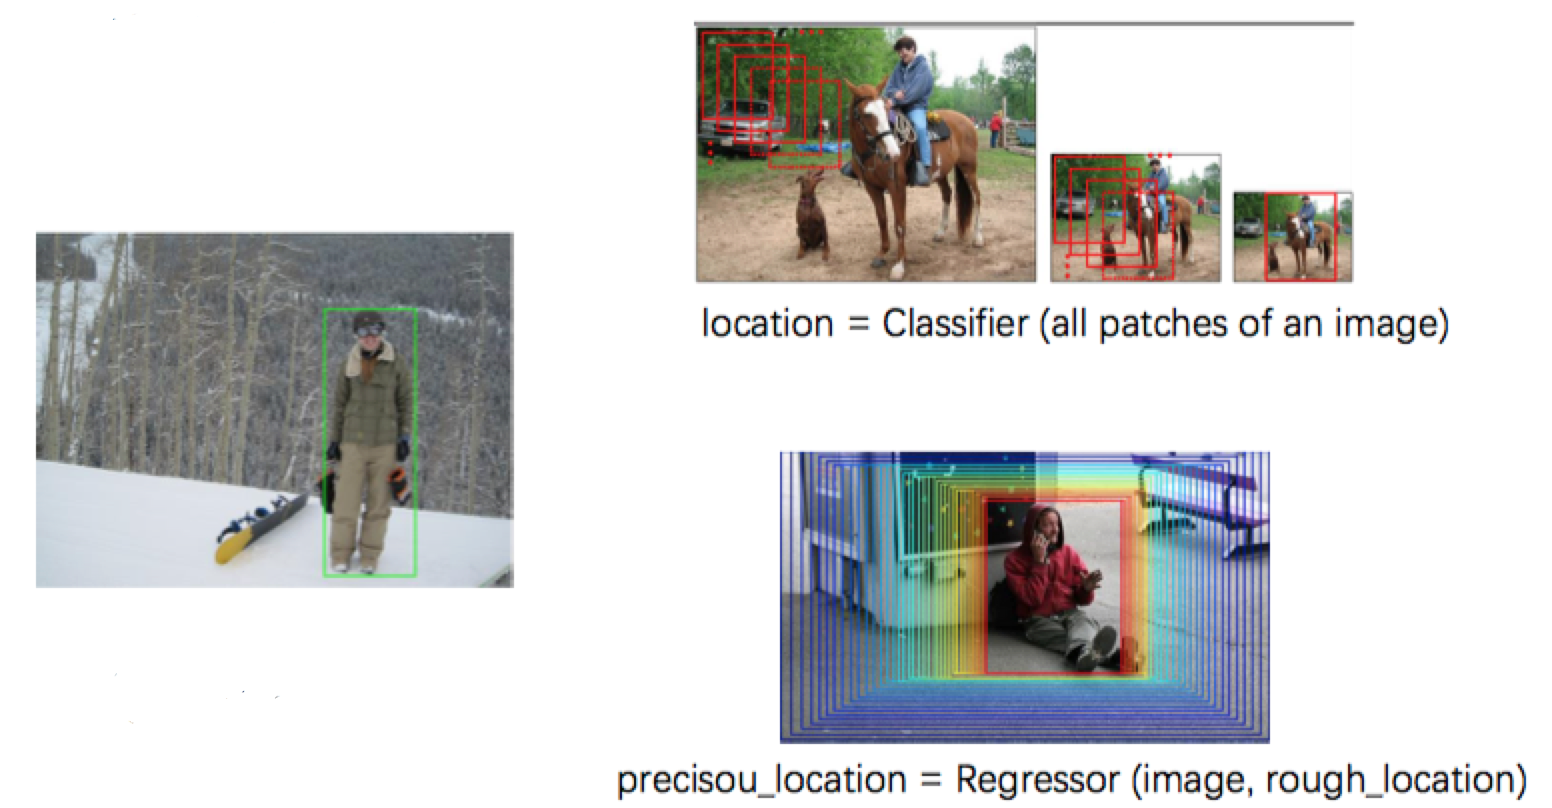 location = Classifier (all patches of an image)
precisou_location = Regressor (image, rough_location)